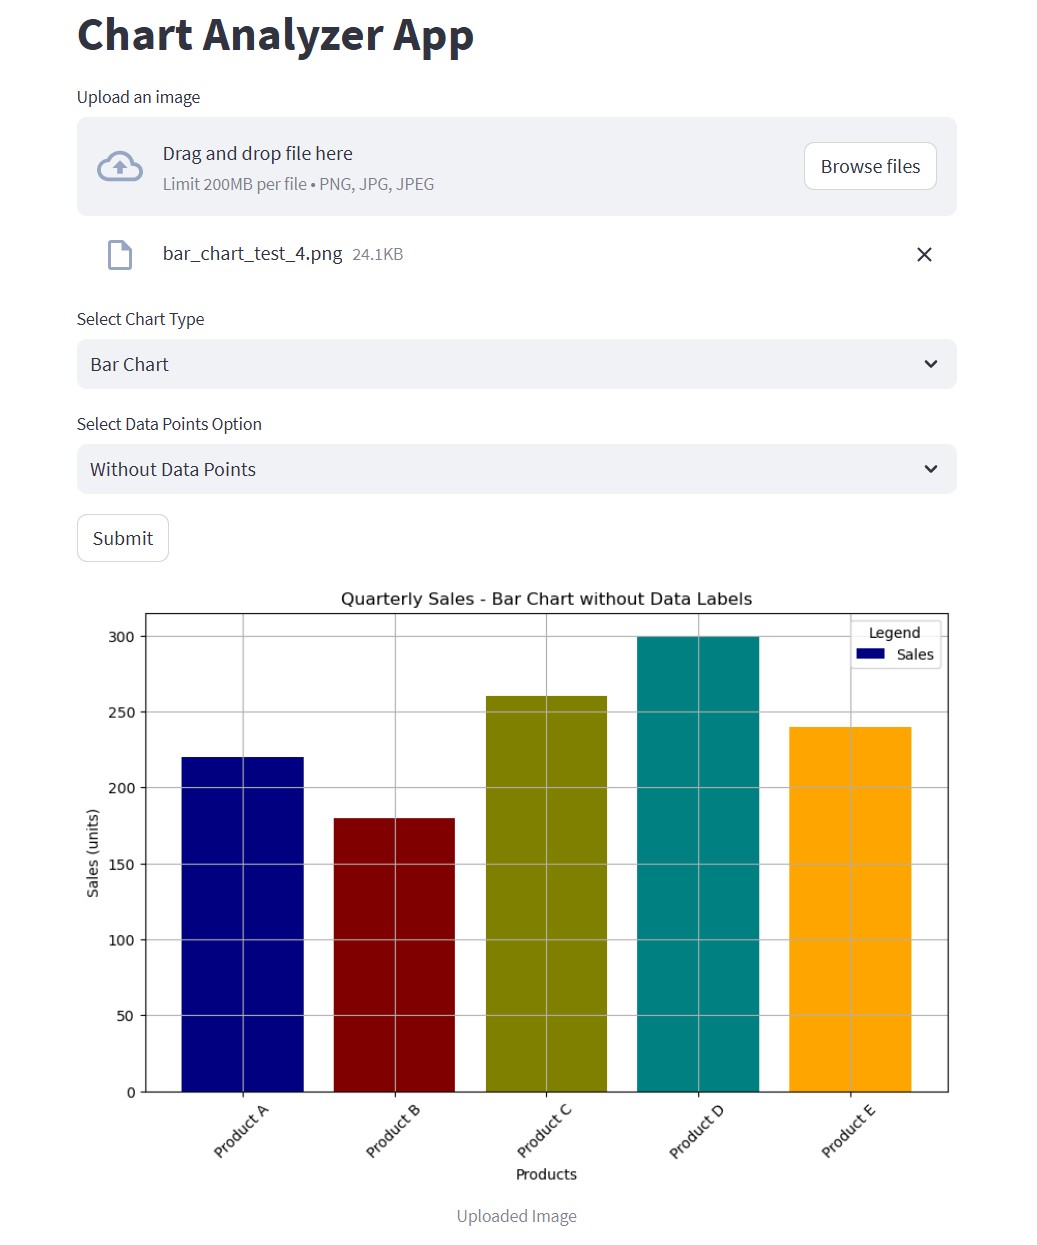 Chart Analyzer App
Upload an image
Drag and drop file here
Limit 200MB per file • PNG, JPG, JPEG
Browse files
bar_chart_test_4.png 24.1KB
Select Chart Type
Bar Chart
Select Data Points Option
Without Data Points
Submit
Quarterly Sales - Bar Chart without Data Labels
Legend
Sales
300
250
200
150
100
50
0
Sales (units)
Product A
Product B
Product C
Product D
Product E
Products
Uploaded Image